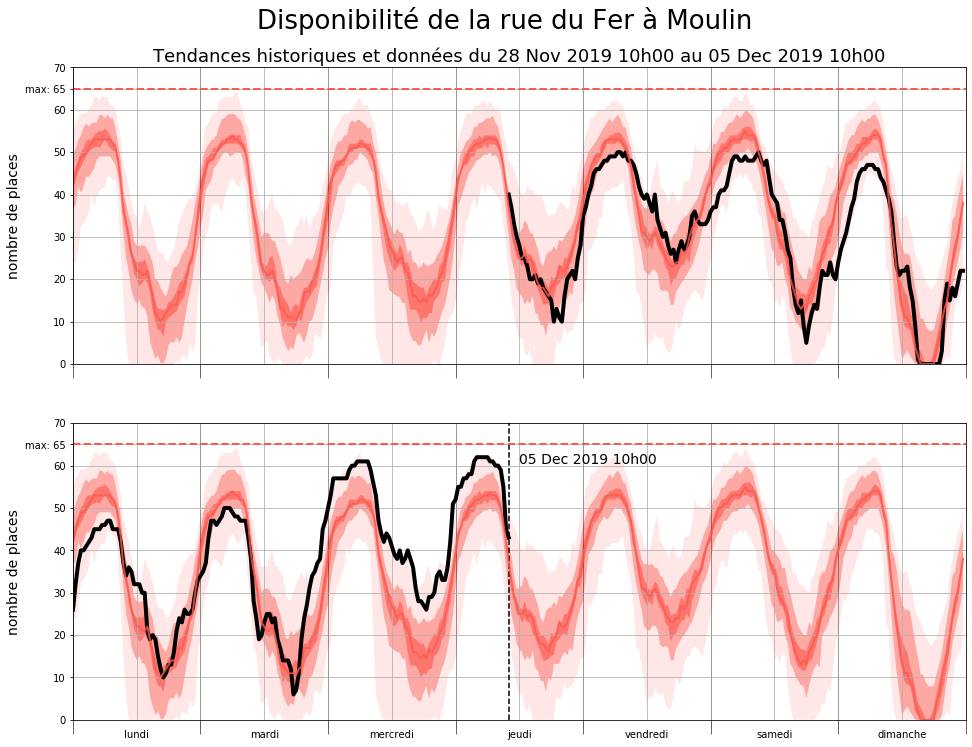 Disponibilité de la rue du Fer à Moulin
Tendances historiques et données du 28 Nov 2019 10h00 au 05 Dec 2019 10h00
70
max: 65
60
50
40
30
20
10
0
nombre de places
70
max: 65
60
50
40
30
20
10
0
nombre de places
05 Dec 2019 10h00
lundi mardi mercredi jeudi vendredi samedi dimanche